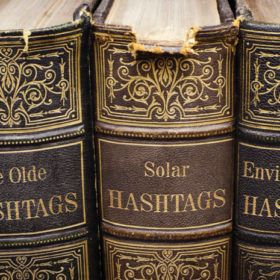 e Olde
SHTAGS
Solar
HASHTAGS
Envi
HAS